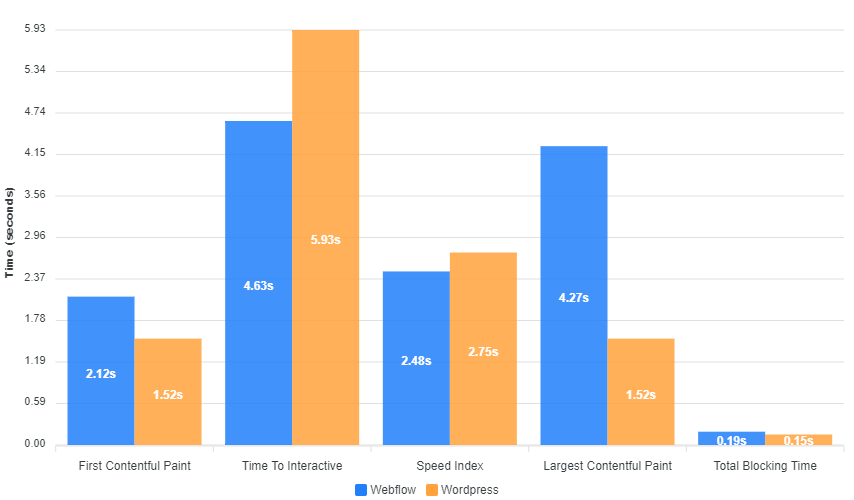 5.93
5.34
4.74
4.15
3.56
2.96
2.37
1.78
1.19
0.59
0.00
Time (seconds)
2.12s
1.52s
4.63s
5.93s
2.48s
2.75s
4.27s
1.52s
0.19s
0.15s
First Contentful Paint
Time To Interactive
Speed Index
Largest Contentful Paint
Total Blocking Time
Webflow
Wordpress